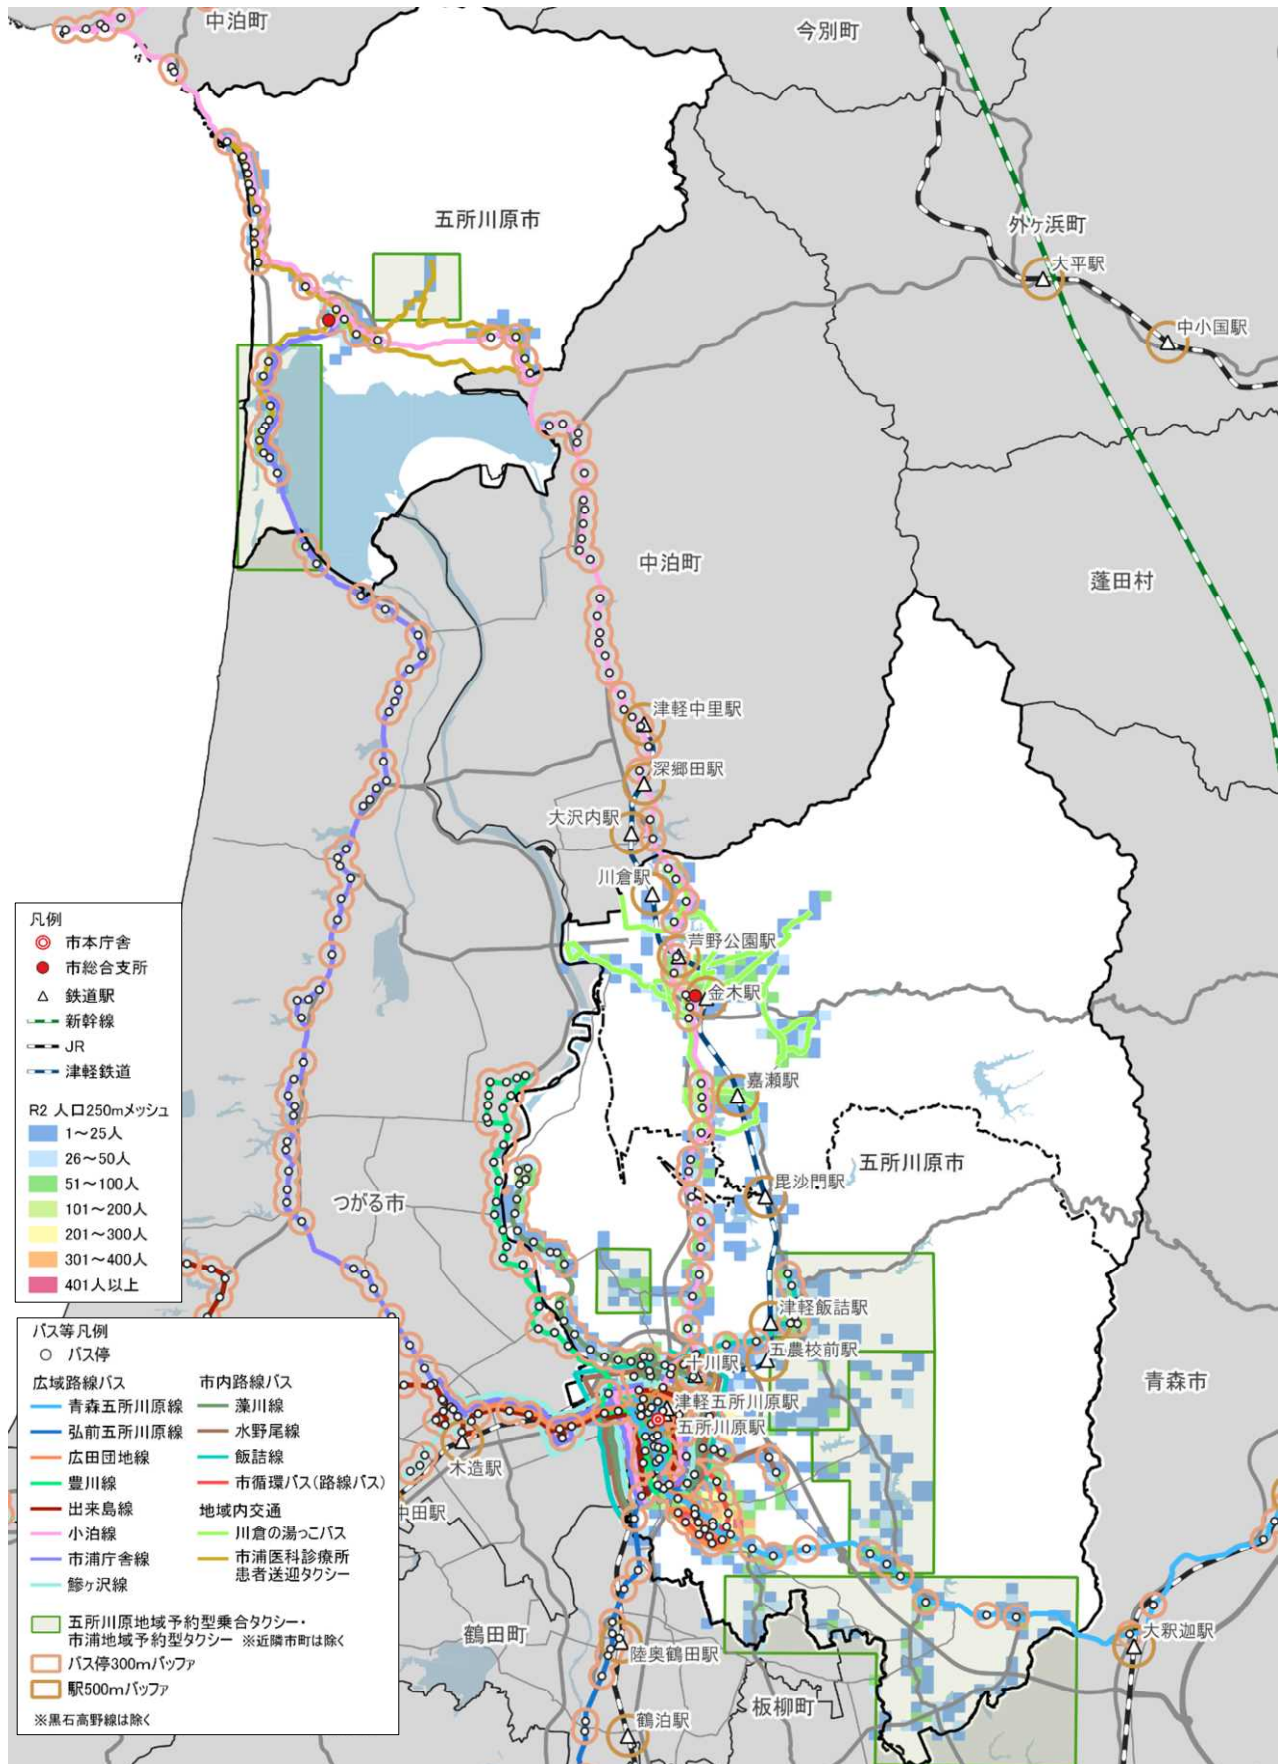 中泊町
今別町
五所川原市
外ヶ浜町
大平駅
中小国駅
中泊町
蓬田村
津軽中里駅
深郷田駅
大沢内駅
川倉駅
芦野公園駅
金木駅
嘉瀬駅
五所川原市
毘沙門駅
つがる市
津軽飯詰駅
五農校前駅
十川駅
津軽五所川原駅
五所川原駅
青森市
木造駅
中田駅
鶴田町
陸奥鶴田駅
板柳町
鶴泊駅
大釈迦駅
凡例
市本庁舎
市総合支所
鉄道駅
新幹線
JR
津軽鉄道
R2 人口250mメッシュ
1～25人
26～50人
51～100人
101～200人
201～300人
301～400人
401人以上
バス等凡例
バス停
広域路線バス
青森五所川原線
弘前五所川原線
広田団地線
豊川線
出来島線
小泊線
市浦庁舎線
鰺ヶ沢線
市内路線バス
藻川線
水野尾線
飯詰線
市循環バス(路線バス)
地域内交通
川倉の湯っこバス
市浦医科診療所
患者送迎タクシー
五所川原地域予約型乗合タクシー・
市浦地域予約型タクシー ※近隣市町は除く
バス停300mバッファ
駅500mバッファ
※黒石高野線は除く